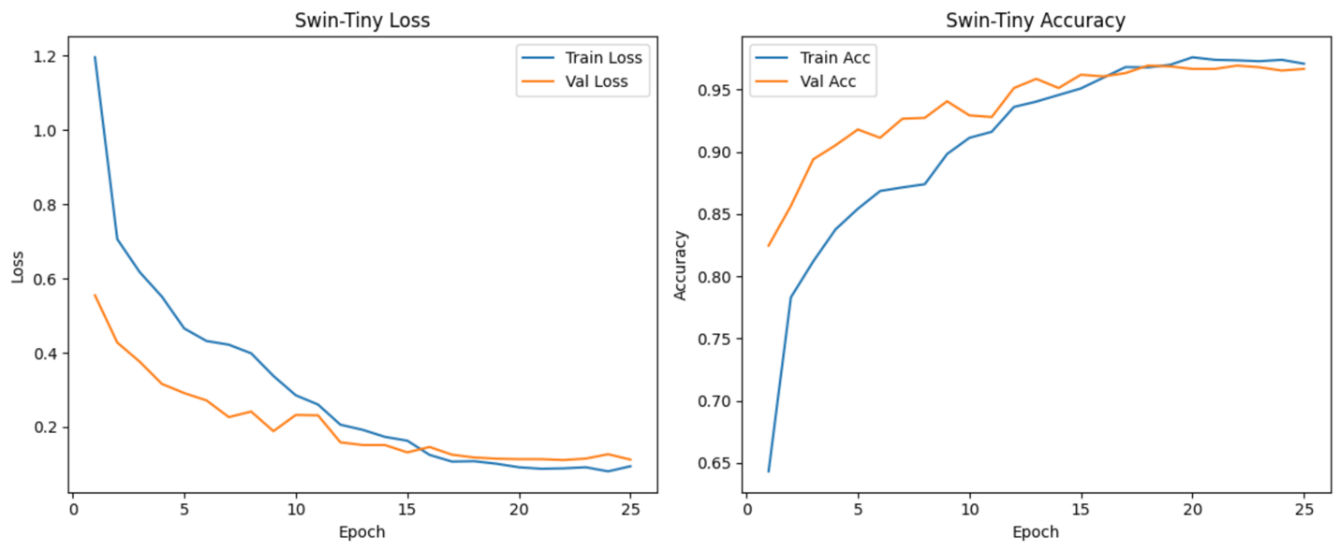 Swin-Tiny Loss
1.2
1.0
0.8
0.6
0.4
0.2
Loss
Train Loss
Val Loss
0 5 10 15 20 25
Epoch
Swin-Tiny Accuracy
0.95
0.90
0.85
0.80
0.75
0.70
0.65
Accuracy
Train Acc
Val Acc
0 5 10 15 20 25
Epoch